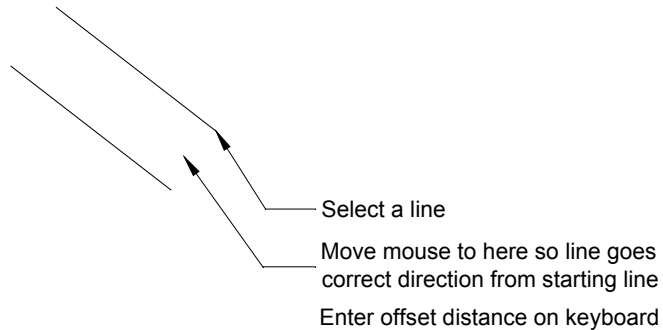 Select a line
Move mouse to here so line goes
correct direction from starting line
Enter offset distance on keyboard